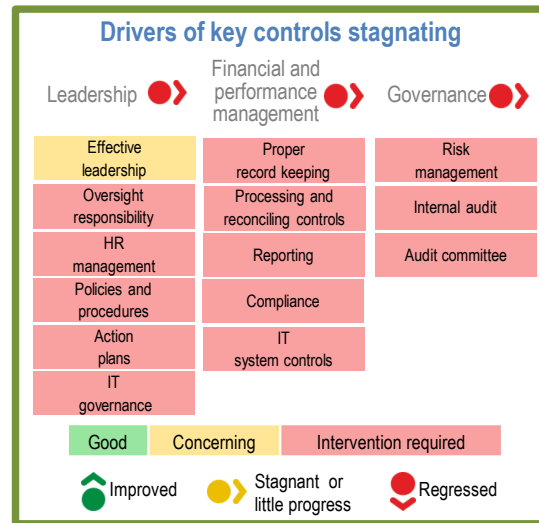 Drivers of key controls stagnating
Leadership
Financial and
performance
management
Governance
Effective
leadership
Oversight
responsibility
HR
management
Policies and
procedures
Action
plans
IT
governance
Proper
record keeping
Processing and
reconciling controls
Reporting
Compliance
IT
system controls
Risk
management
Internal audit
Audit committee
Good
Concerning
Intervention required
Improved
Stagnant or
little progress
Regressed